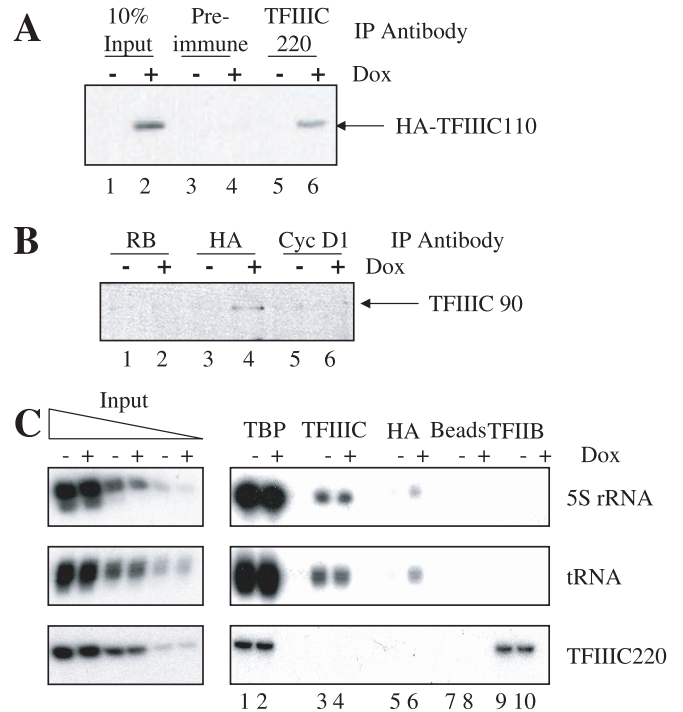 A
10% Input
Pre-immune
TFIIIC 220
IP Antibody
- + - + - + Dox
HA-TFIIIC110
1 2 3 4 5 6
B
RB HA Cyc D1 IP Antibody
- + - + - + Dox
TFIIIC 90
1 2 3 4 5 6
C
Input
TBP TFIIIC HA Beads TFIIB
- + - + - + - + - + - + - + - + Dox
5S rRNA
tRNA
TFIIIC220
1 2 3 4 5 6 7 8 9 10